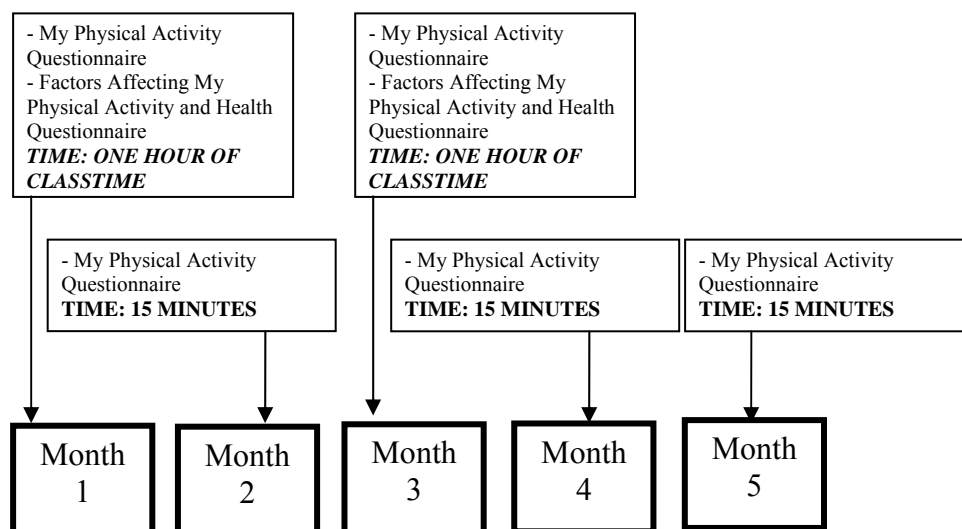 - My Physical Activity
Questionnaire
- Factors Affecting My
Physical Activity and Health
Questionnaire
TIME: ONE HOUR OF
CLASSTIME
- My Physical Activity
Questionnaire
- Factors Affecting My
Physical Activity and Health
Questionnaire
TIME: ONE HOUR OF
CLASSTIME
- My Physical Activity
Questionnaire
TIME: 15 MINUTES
- My Physical Activity
Questionnaire
TIME: 15 MINUTES
- My Physical Activity
Questionnaire
TIME: 15 MINUTES
Month
1
Month
2
Month
3
Month
4
Month
5